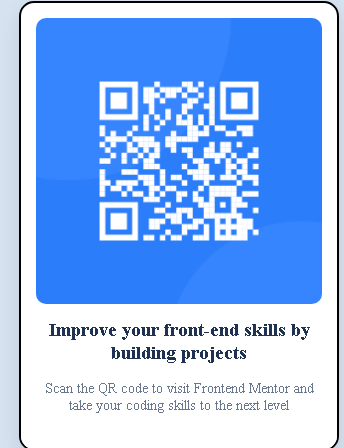 Improve your front-end skills by
building projects
Scan the QR code to visit Frontend Mentor and
take your coding skills to the next level